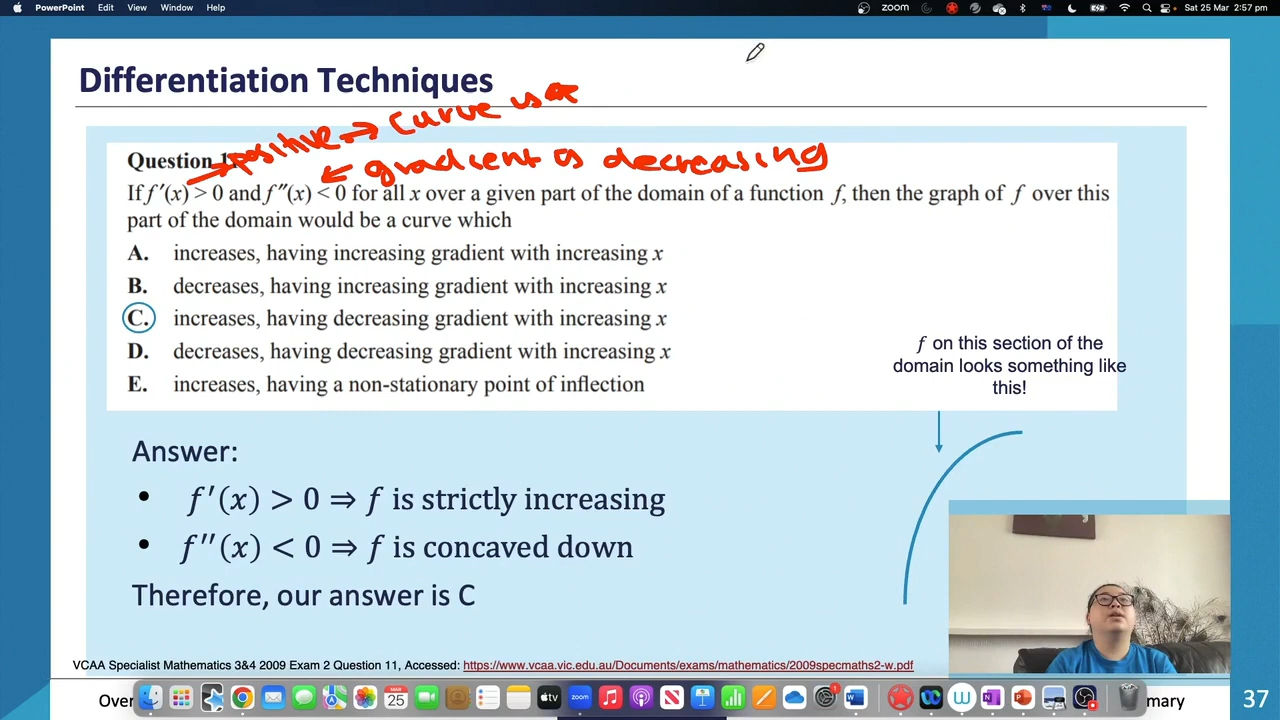 PowerPoint File Edit View Window Help zoom Sat 25 Mar 2:57 pm
Differentiation Techniques
positive → Curve is
Question 1
← gradient is decreasing
If f′(x) > 0 and f″(x) < 0 for all x over a given part of the domain of a function f, then the graph of f over this
part of the domain would be a curve which
A. increases, having increasing gradient with increasing x
B. decreases, having increasing gradient with increasing x
C. increases, having decreasing gradient with increasing x
D. decreases, having decreasing gradient with increasing x
E. increases, having a non-stationary point of inflection
f on this section of the
domain looks something like
this!
Answer:
• f′(x) > 0 ⇒ f is strictly increasing
• f″(x) < 0 ⇒ f is concaved down
Therefore, our answer is C
VCAA Specialist Mathematics 3&4 2009 Exam 2 Question 11, Accessed: https://www.vcaa.vic.edu.au/Documents/exams/mathematics/2009specmaths2-w.pdf
Over
mary
37